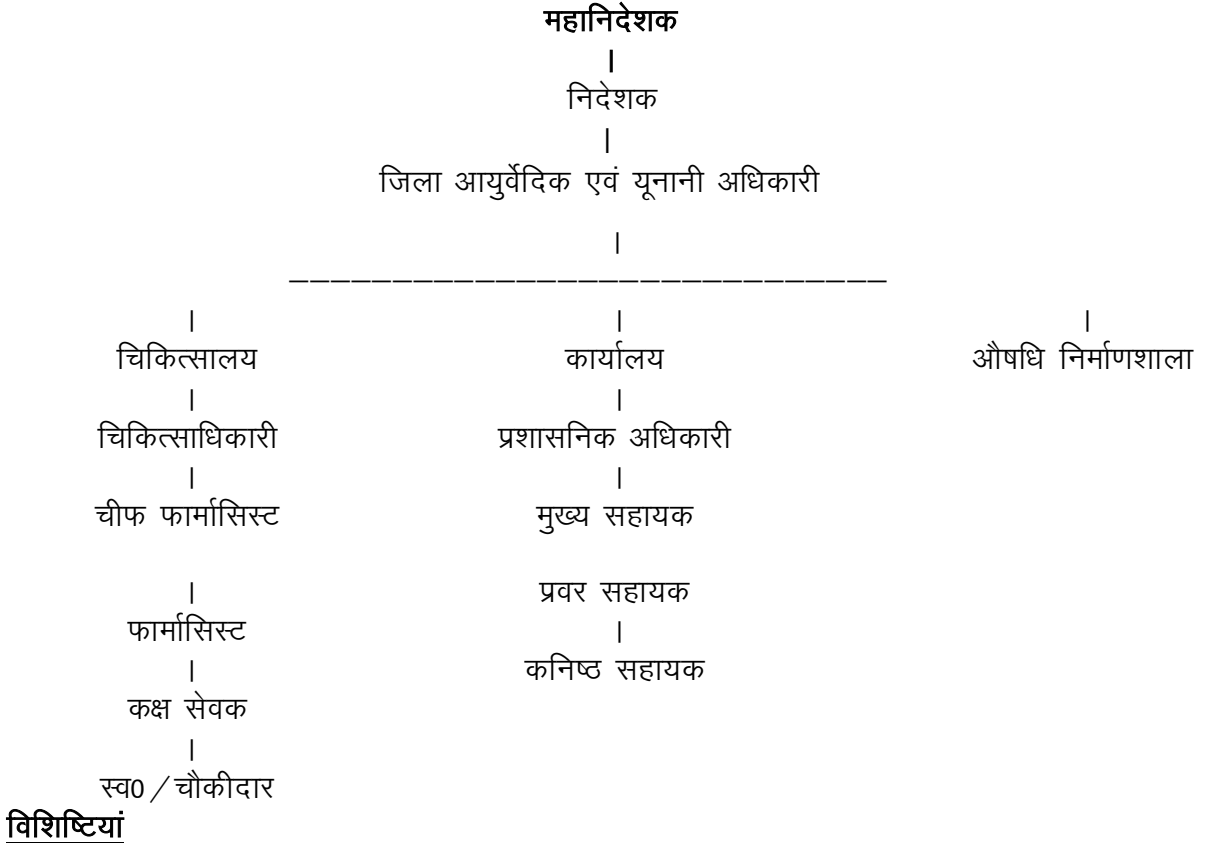 महानिदेशक
|
निदेशक
|
जिला आयुर्वेदिक एवं यूनानी अधिकारी
|
–––––––––––––––––––––––––––––
| | |
चिकित्सालय कार्यालय औषधि निर्माणशाला
| |
चिकित्साधिकारी प्रशासनिक अधिकारी
| |
चीफ फार्मासिस्ट मुख्य सहायक
| प्रवर सहायक
फार्मासिस्ट |
| कनिष्ठ सहायक
कक्ष सेवक
|
स्व0 / चौकीदार
विशिष्टियां